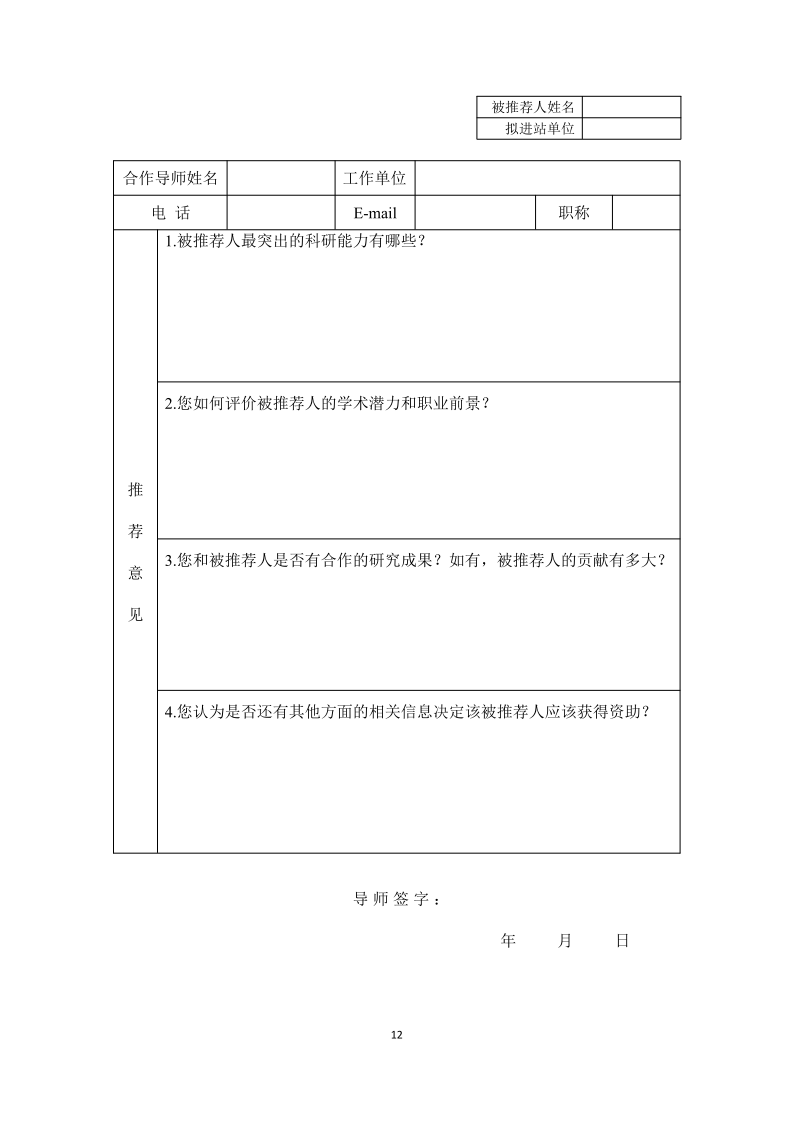 被推荐人姓名
拟进站单位
合作导师姓名 工作单位
电 话 E-mail 职称
1.被推荐人最突出的科研能力有哪些？
2.您如何评价被推荐人的学术潜力和职业前景？
推
荐
意
见
3.您和被推荐人是否有合作的研究成果？如有，被推荐人的贡献有多大？
4.您认为是否还有其他方面的相关信息决定该被推荐人应该获得资助？
导 师 签 字：
年 月 日
12